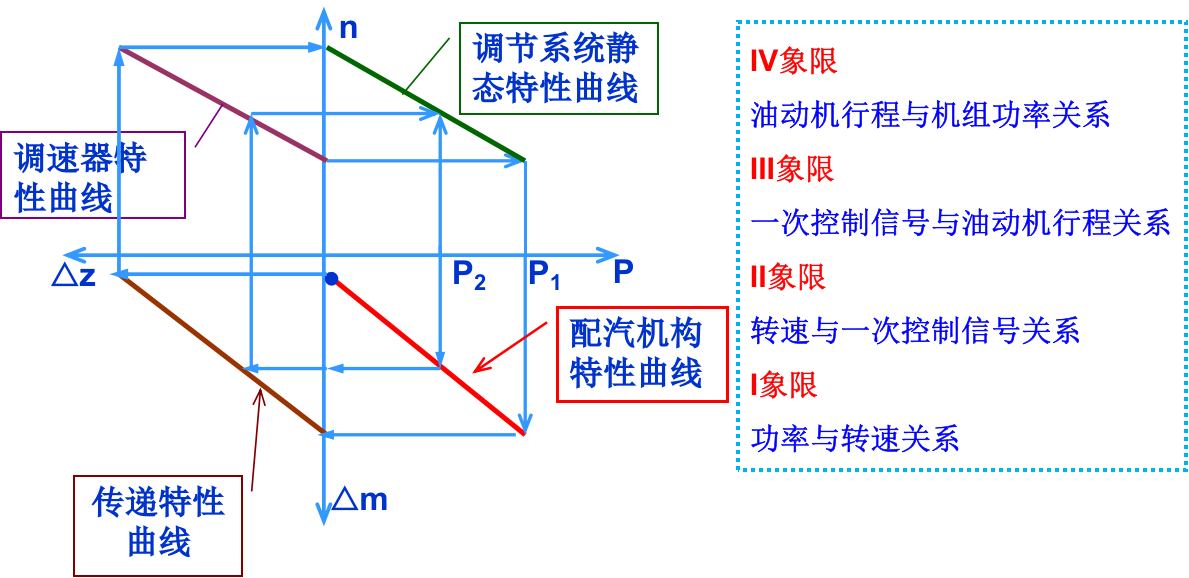 n
调节系统静
态特性曲线
调速器特
性曲线
△z
P₂
P₁
P
配汽机构
特性曲线
传递特性
曲线
△m
IV象限
油动机行程与机组功率关系
III象限
一次控制信号与油动机行程关系
II象限
转速与一次控制信号关系
I象限
功率与转速关系